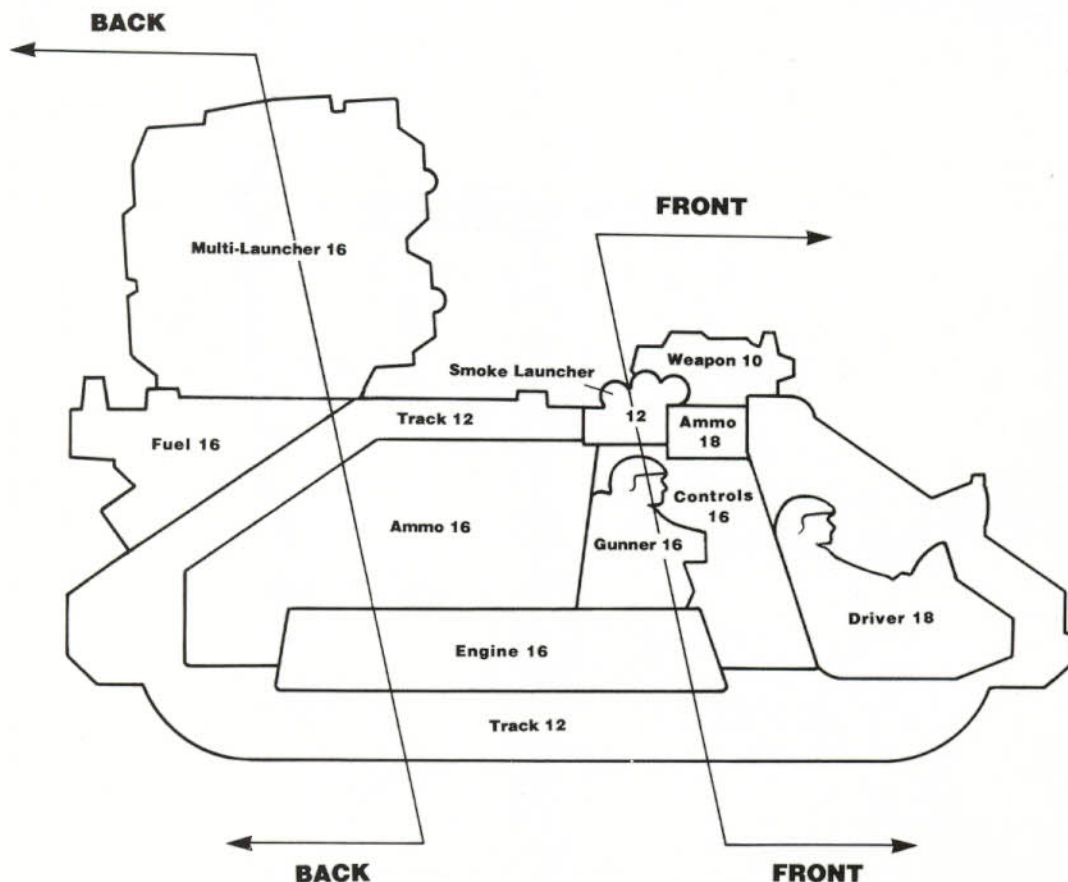 BACK
FRONT
Multi-Launcher 16
Weapon 10
Smoke Launcher
12
Track 12
Ammo
18
Fuel 16
Controls
16
Ammo 16
Gunner 16
Driver 18
Engine 16
Track 12
BACK
FRONT